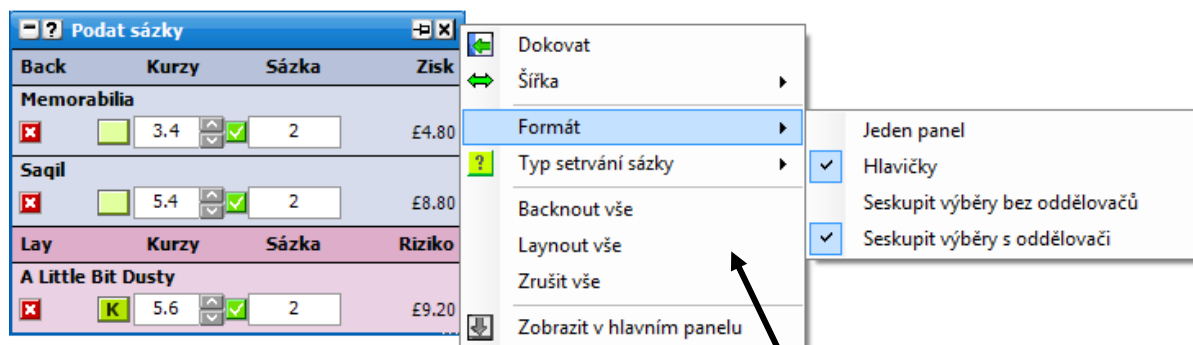 Podat sázky
Back Kurzy Sázka Zisk
Memorabilia
3.4 2 £4.80
Saqil
5.4 2 £8.80
Lay Kurzy Sázka Riziko
A Little Bit Dusty
K 5.6 2 £9.20
Dokovat
Šířka
Formát
Typ setrvání sázky
Backnout vše
Laynout vše
Zrušit vše
Zobrazit v hlavním panelu
Jeden panel
Hlavičky
Seskupit výběry bez oddělovačů
Seskupit výběry s oddělovači